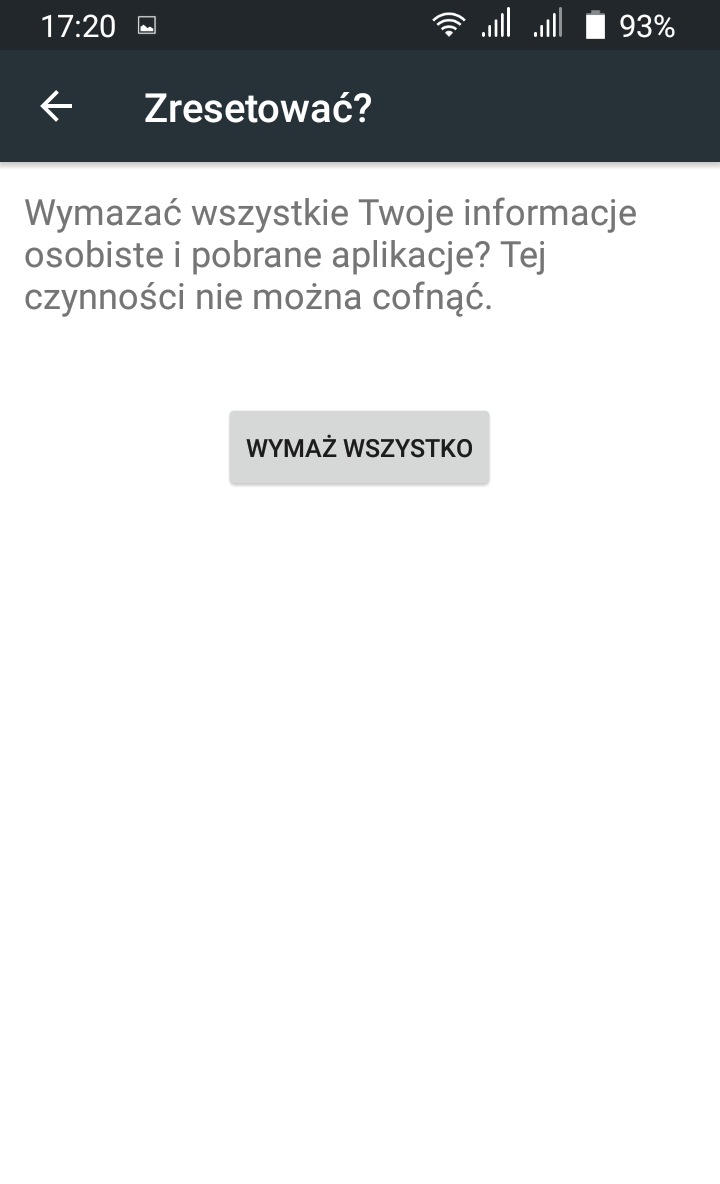 17:20 93%
Zresetować?
Wymazać wszystkie Twoje informacje
osobiste i pobrane aplikacje? Tej
czynności nie można cofnąć.
WYMAŻ WSZYSTKO